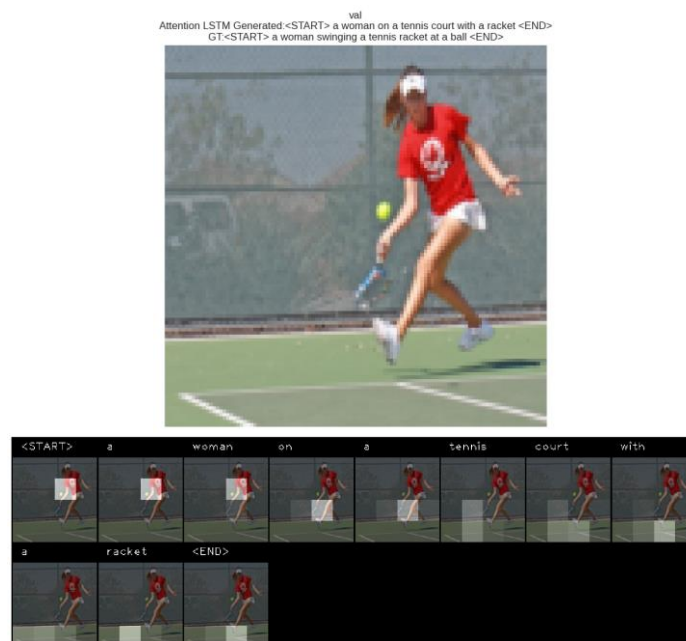 val
Attention LSTM Generated:<START> a woman on a tennis court with a racket <END>
GT:<START> a woman swinging a tennis racket at a ball <END>
<START> a woman on a tennis court with
a racket <END>